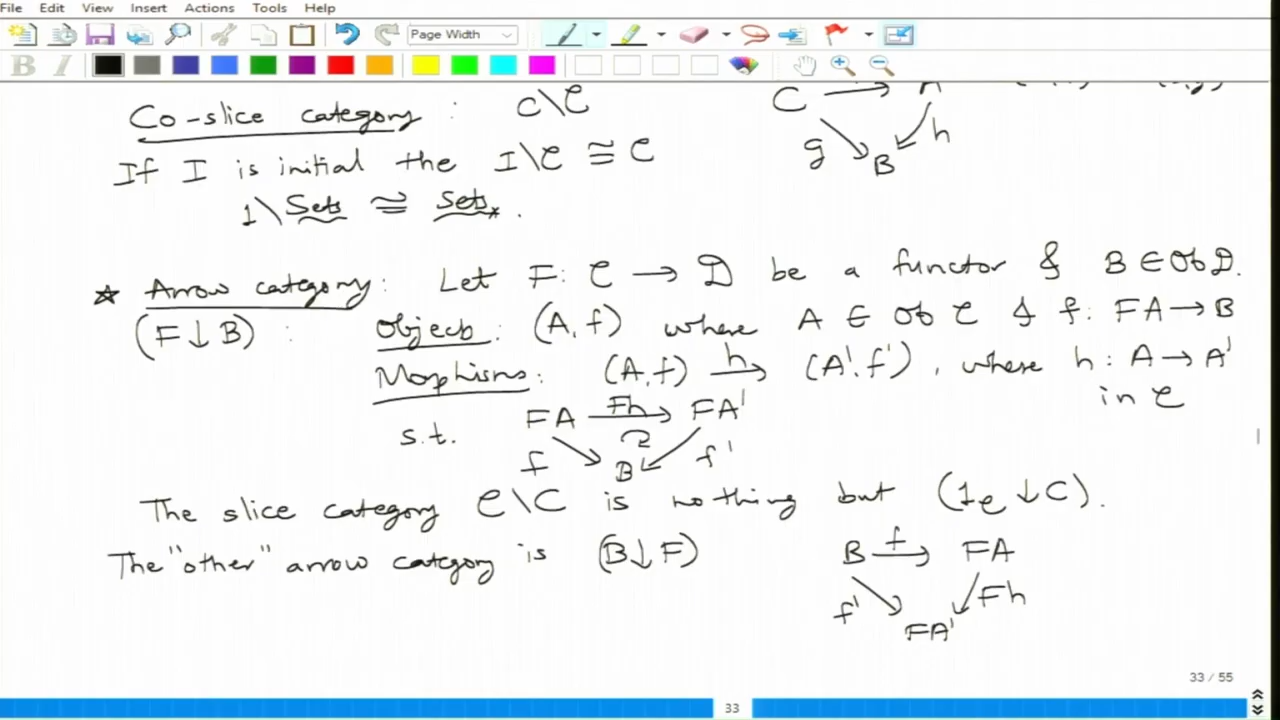 File Edit View Insert Actions Tools Help
Page Width
B I
Co-slice category : C\𝒞
C → A
g h
B
If I is initial the I\𝒞 ≅ 𝒞
1\Sets ≅ Sets* .
★ Arrow category : Let F : 𝒞 → 𝔻 be a functor & B ∈ Ob 𝔻.
(F↓B) : Objects : (A, f) where A ∈ Ob 𝒞 & f : FA → B
Morphisms : (A, f) —h→ (A', f') , where h : A → A'
in 𝒞
s.t. FA —Fh→ FA'
f B f'
The slice category 𝒞\C is nothing but (1𝒞 ↓ C) .
The "other" arrow category is (B↓F)
B —f→ FA
f' Fh
FA'
33 / 55
33